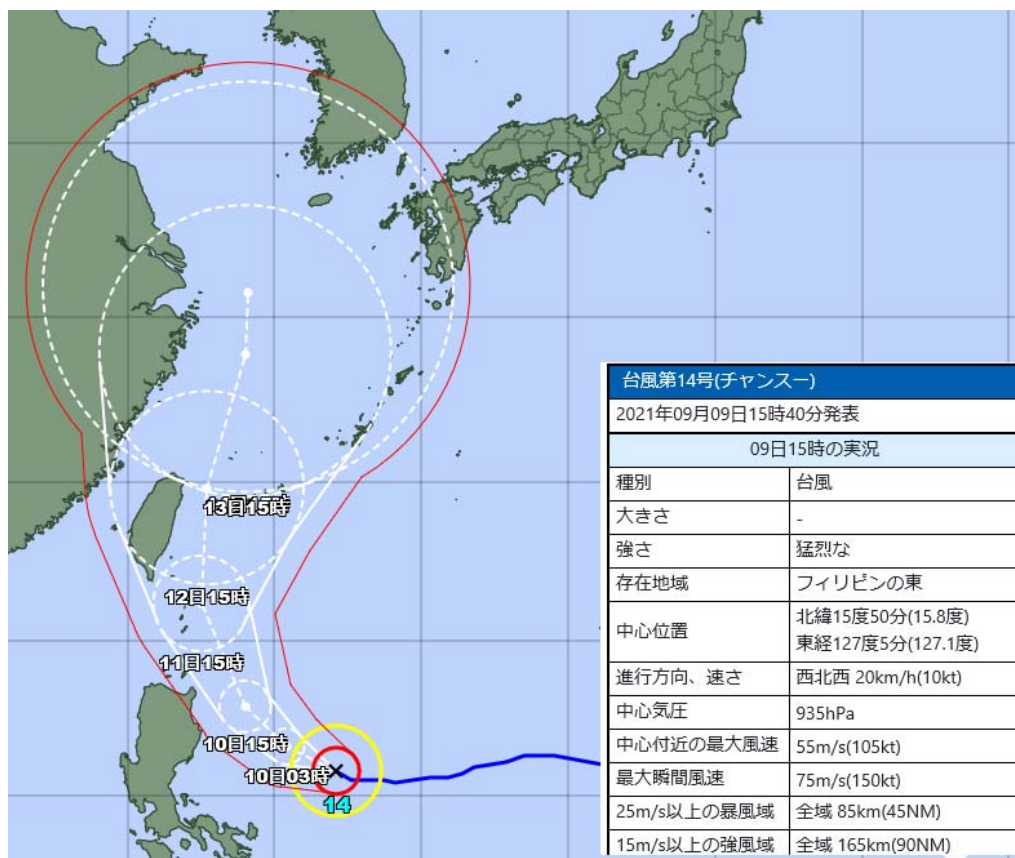 13日15時
12日15時
11日15時
10日15時
10日03時
14
台風第14号(チャンスー)
2021年09月09日15時40分発表
09日15時の実況
種別 台風
大きさ -
強さ 猛烈な
存在地域 フィリピンの東
中心位置 北緯15度50分(15.8度)
東経127度5分(127.1度)
進行方向、速さ 西北西 20km/h(10kt)
中心気圧 935hPa
中心付近の最大風速 55m/s(105kt)
最大瞬間風速 75m/s(150kt)
25m/s以上の暴風域 全域 85km(45NM)
15m/s以上の強風域 全域 165km(90NM)